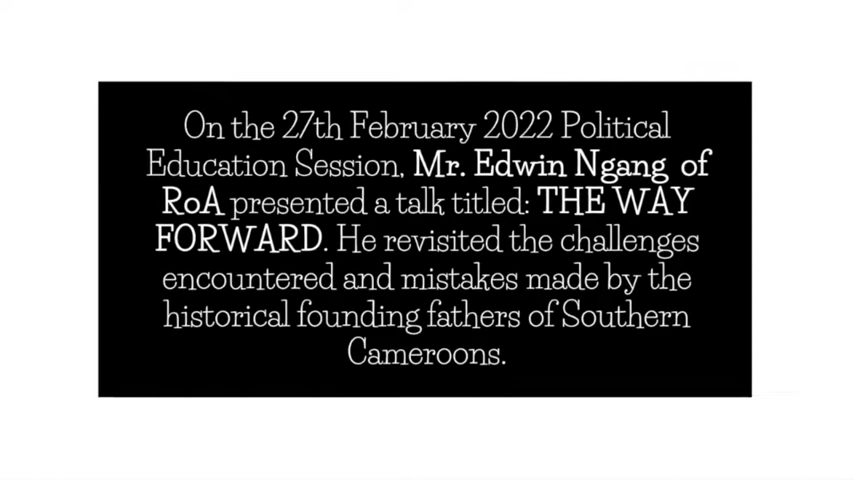 On the 27th February 2022 Political
Education Session, Mr. Edwin Ngang of
RoA presented a talk titled: THE WAY
FORWARD. He revisited the challenges
encountered and mistakes made by the
historical founding fathers of Southern
Cameroons.